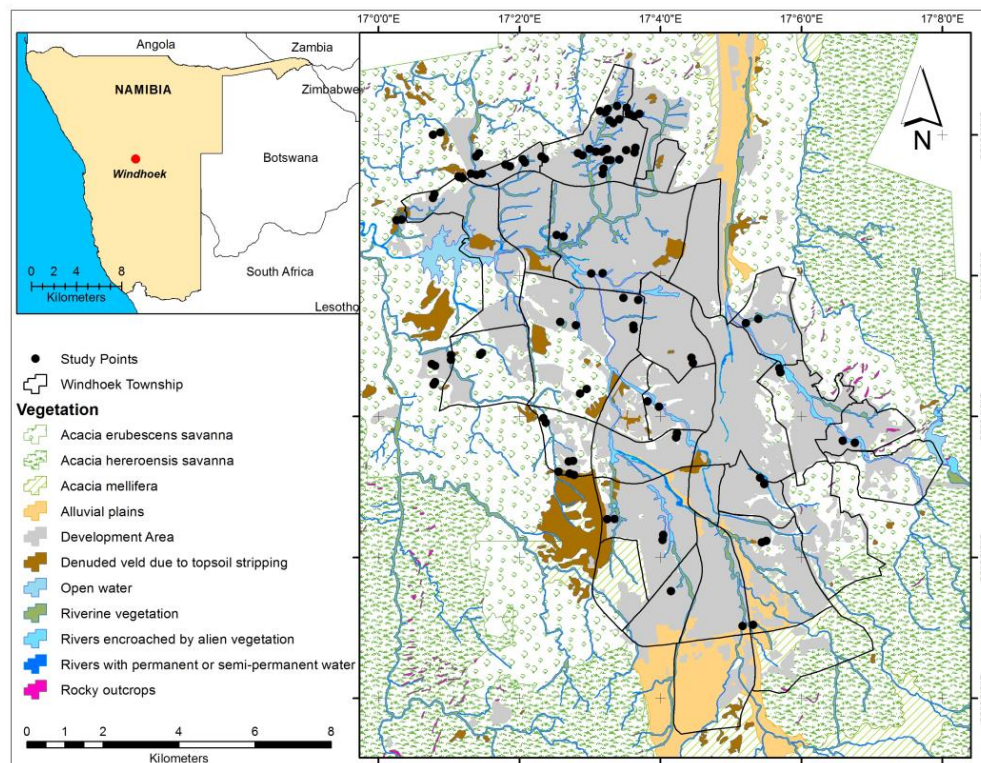 17°0'0"E 17°2'0"E 17°4'0"E 17°6'0"E 17°8'0"E
Angola
Zambia
NAMIBIA
Zimbabwe
Windhoek
Botswana
South Africa
Lesotho
0 2 4 8
Kilometers
N
Study Points
Windhoek Township
Vegetation
Acacia erubescens savanna
Acacia hereroensis savanna
Acacia mellifera
Alluvial plains
Development Area
Denuded veld due to topsoil stripping
Open water
Riverine vegetation
Rivers encroached by alien vegetation
Rivers with permanent or semi-permanent water
Rocky outcrops
0 1 2 4 6 8
Kilometers